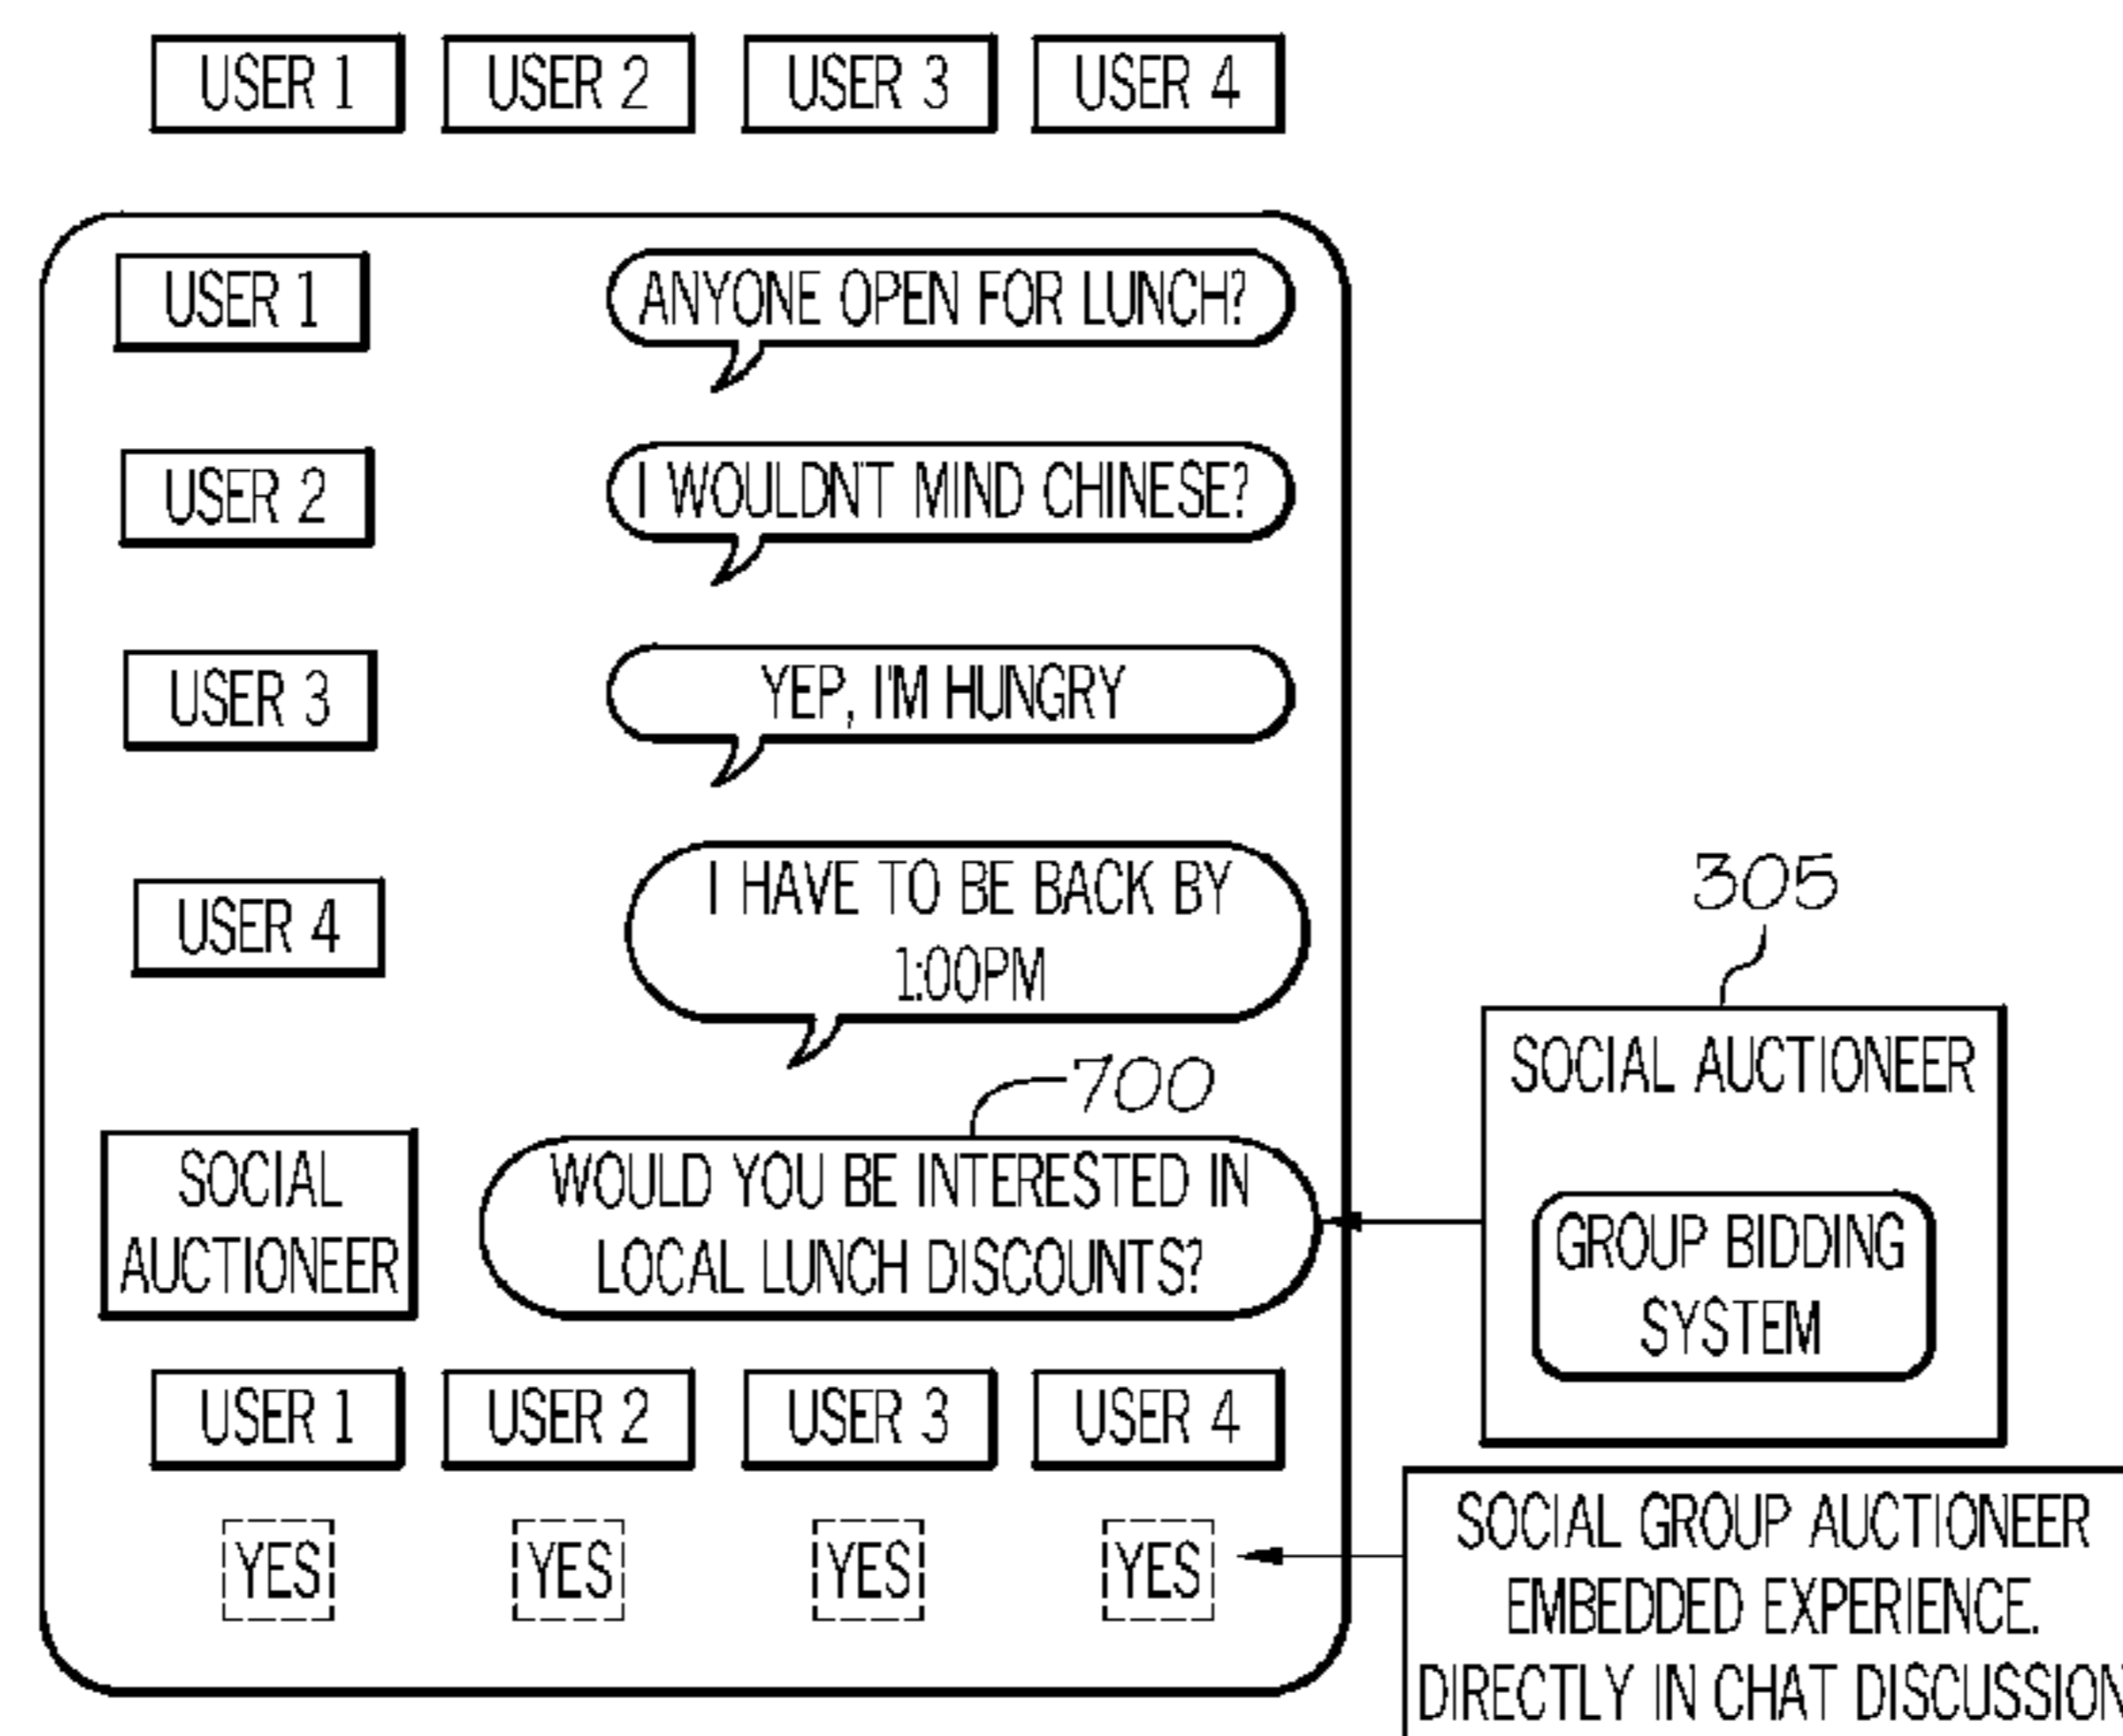 USER 1 USER 2 USER 3 USER 4
USER 1
ANYONE OPEN FOR LUNCH?
USER 2
I WOULDN'T MIND CHINESE?
USER 3
YEP, I'M HUNGRY
USER 4
I HAVE TO BE BACK BY
1:00PM
700
SOCIAL
AUCTIONEER
WOULD YOU BE INTERESTED IN
LOCAL LUNCH DISCOUNTS?
305
SOCIAL AUCTIONEER
GROUP BIDDING
SYSTEM
USER 1 USER 2 USER 3 USER 4
YES YES YES YES
SOCIAL GROUP AUCTIONEER
EMBEDDED EXPERIENCE.
DIRECTLY IN CHAT DISCUSSION